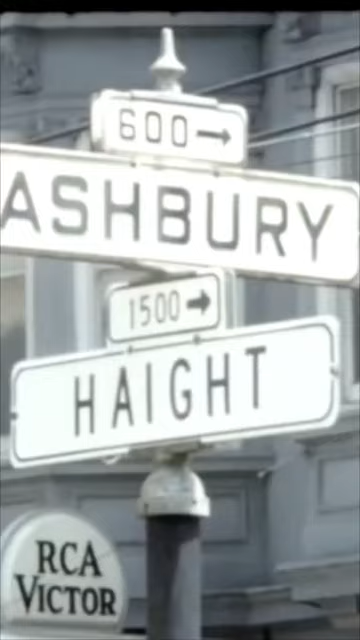 600 →
ASHBURY
1500 →
HAIGHT
RCA
VICTOR